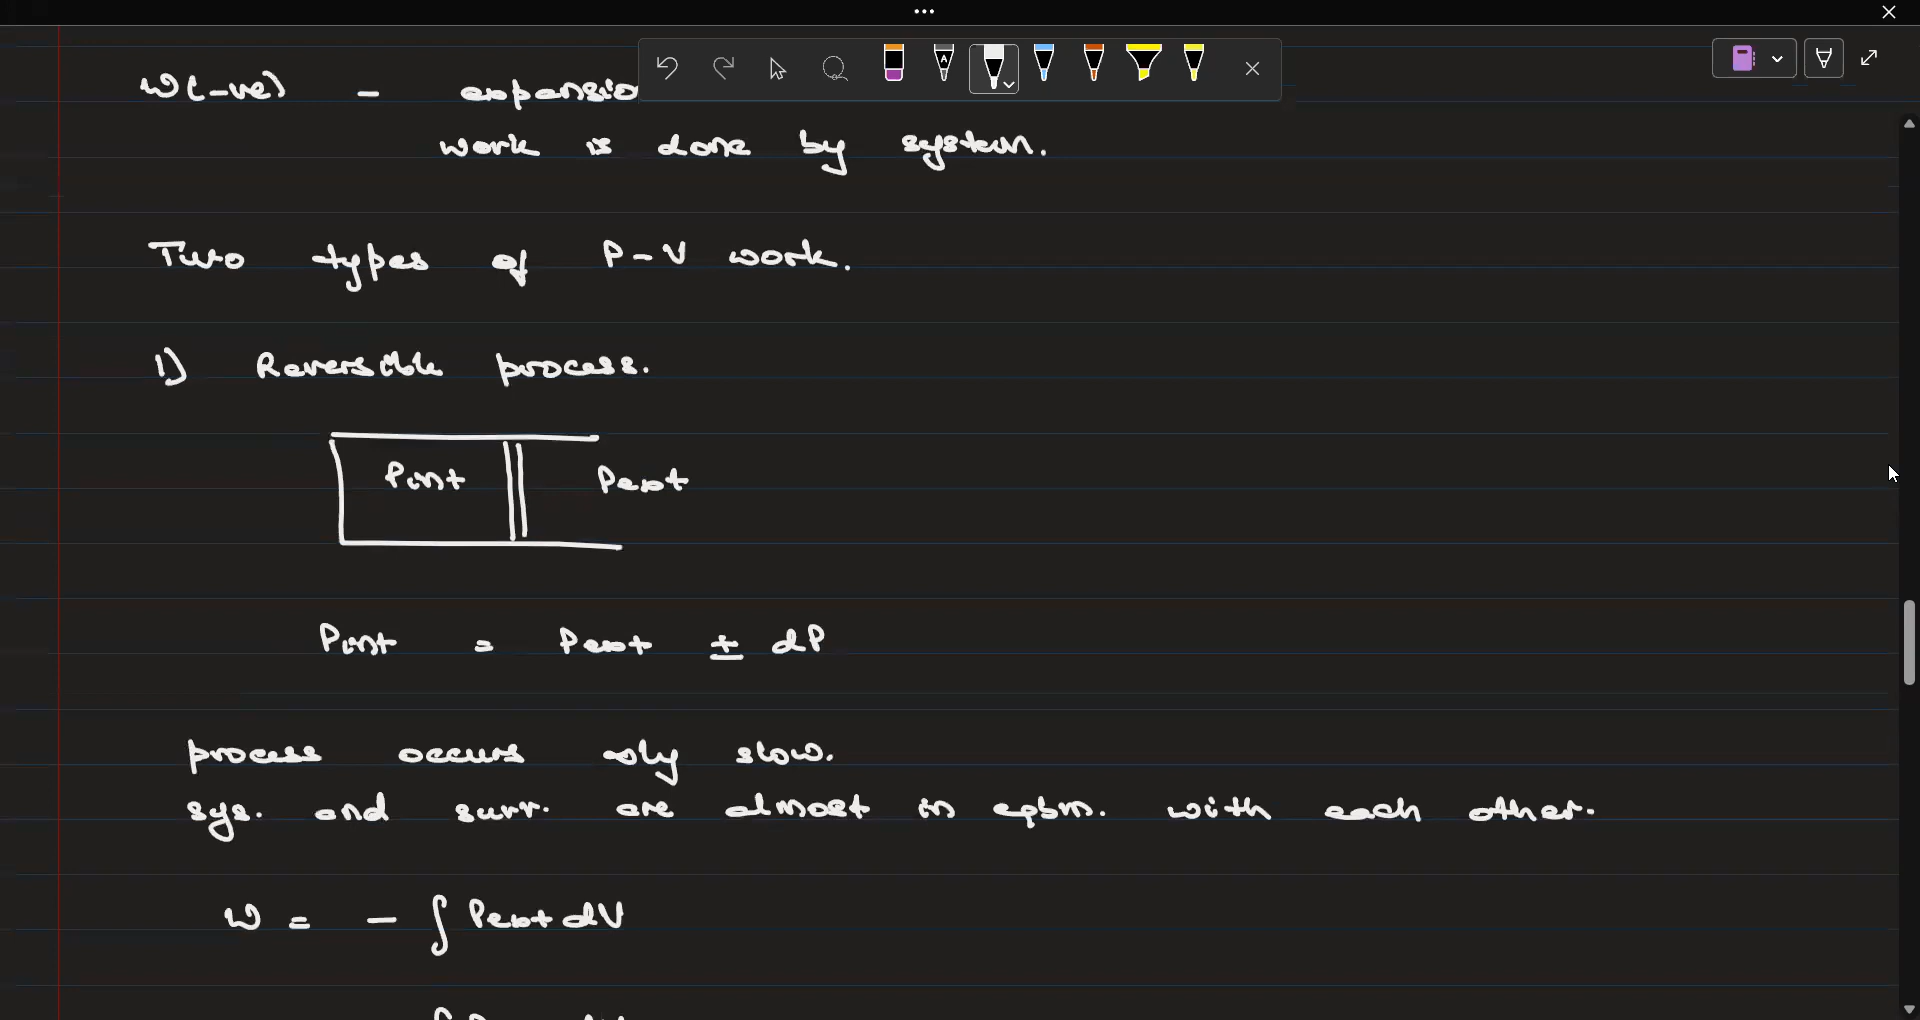 W(-ve) - expansio
work is done by system.
Two types of P-V work.
1) Reversible process.
Pint Pext
Pint = Pext ± dP
process occurs ∞ly slow.
sys. and surr. are almost in eqbm. with each other.
W = - ∫ Pext dV